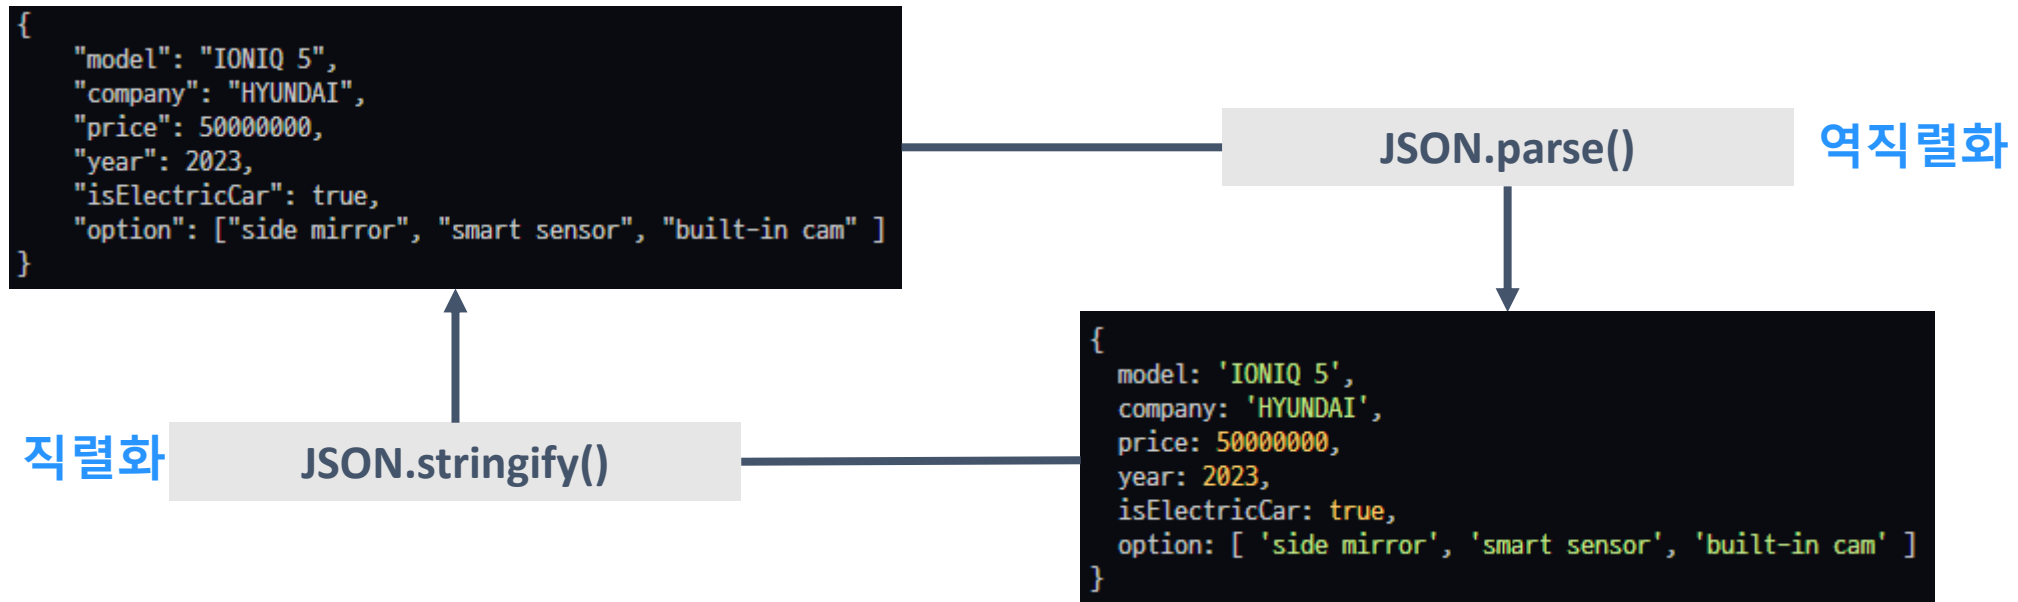 {
    "model": "IONIQ 5",
    "company": "HYUNDAI",
    "price": 50000000,
    "year": 2023,
    "isElectricCar": true,
    "option": ["side mirror", "smart sensor", "built-in cam" ]
}
JSON.parse()
역직렬화
직렬화
JSON.stringify()
{
  model: 'IONIQ 5',
  company: 'HYUNDAI',
  price: 50000000,
  year: 2023,
  isElectricCar: true,
  option: [ 'side mirror', 'smart sensor', 'built-in cam' ]
}